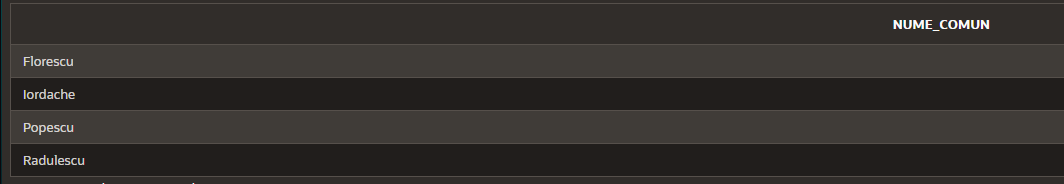 NUME_COMUN
Florescu
Iordache
Popescu
Radulescu